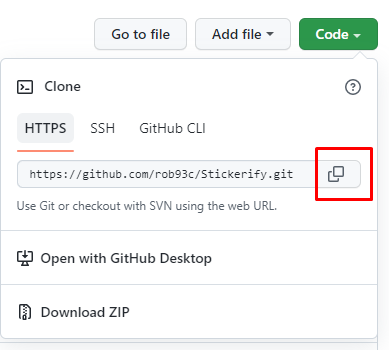 Go to file Add file Code
Clone
HTTPS SSH GitHub CLI
https://github.com/rob93c/Stickerify.git
Use Git or checkout with SVN using the web URL.
Open with GitHub Desktop
Download ZIP